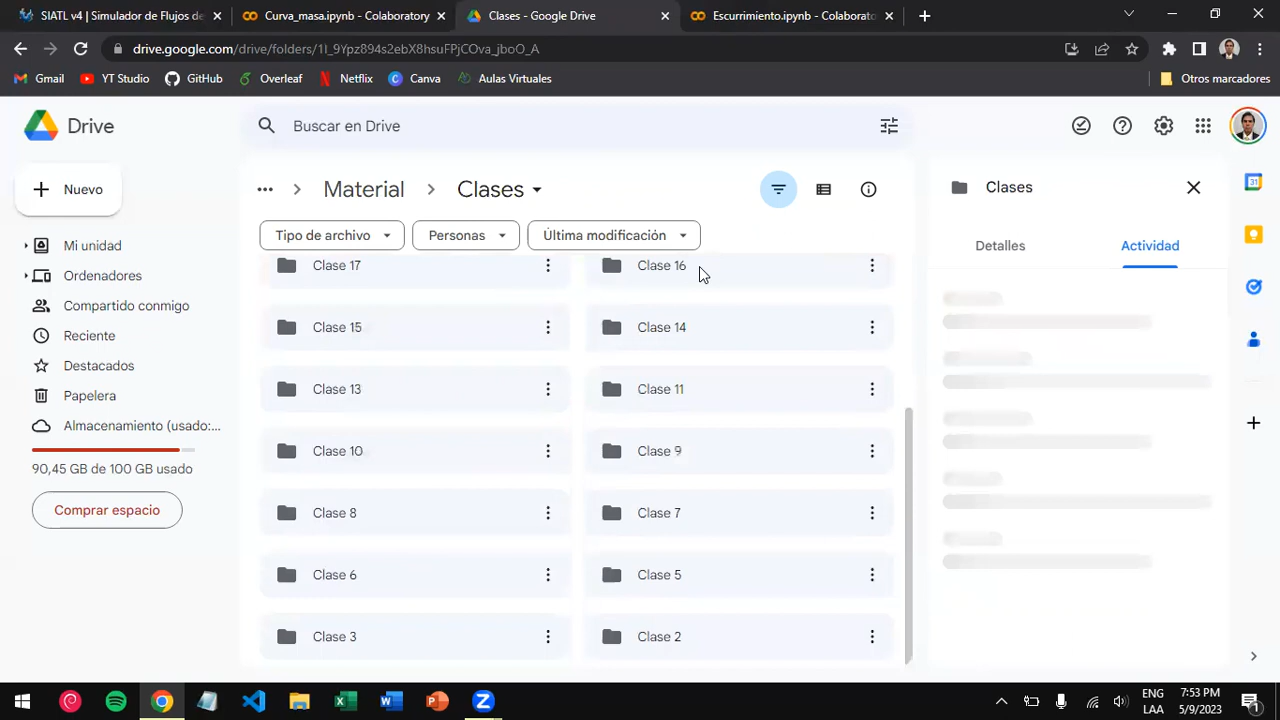 SIATL v4 | Simulador de Flujos de
Curva_masa.ipynb - Colaboratory
Clases - Google Drive
Escurrimiento.ipynb - Colaborato
drive.google.com/drive/folders/1I_9Ypz894s2ebX8hsuFPjCOva_jboO_A
Gmail
YT Studio
GitHub
Overleaf
Netflix
Canva
Aulas Virtuales
Otros marcadores
Drive
Buscar en Drive
Nuevo
Material
Clases
Clases
Tipo de archivo
Personas
Última modificación
Detalles
Actividad
Mi unidad
Ordenadores
Compartido conmigo
Reciente
Destacados
Papelera
Almacenamiento (usado:...
90,45 GB de 100 GB usado
Comprar espacio
Clase 17
Clase 16
Clase 15
Clase 14
Clase 13
Clase 11
Clase 10
Clase 9
Clase 8
Clase 7
Clase 6
Clase 5
Clase 3
Clase 2
31
ENG
LAA
7:53 PM
5/9/2023
1